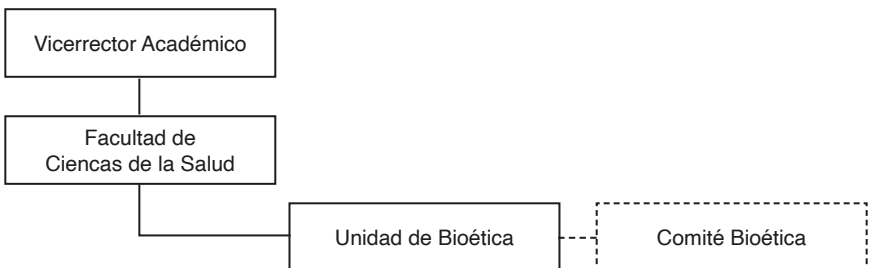 Vicerrector Académico
Facultad de
Ciencas de la Salud
Unidad de Bioética
Comité Bioética